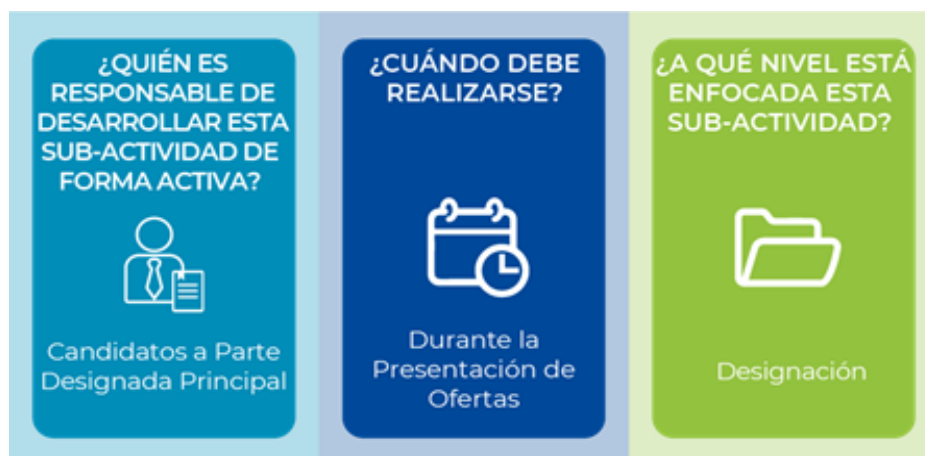 ¿QUIÉN ES
RESPONSABLE DE
DESARROLLAR ESTA
SUB-ACTIVIDAD DE
FORMA ACTIVA?
Candidatos a Parte
Designada Principal
¿CUÁNDO DEBE
REALIZARSE?
Durante la
Presentación de
Ofertas
¿A QUÉ NIVEL ESTÁ
ENFOCADA ESTA
SUB-ACTIVIDAD?
Designación